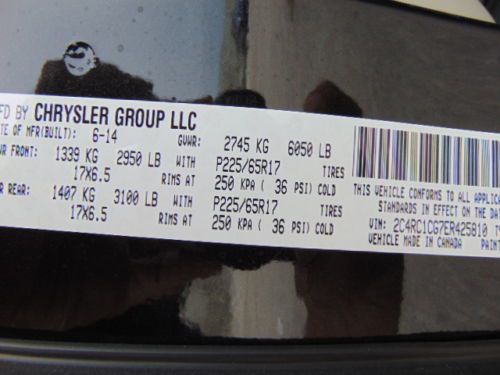 FD BY CHRYSLER GROUP LLC
TE OF MFR(BUILT): 6-14 GVWR: 2745 KG 6050 LB
WR FRONT: 1339 KG 2950 LB WITH P225/65R17 TIRES
17X6.5 RIMS AT 250 KPA ( 36 PSI) COLD
R REAR: 1407 KG 3100 LB WITH P225/65R17 TIRES
17X6.5 RIMS AT 250 KPA ( 36 PSI) COLD
THIS VEHICLE CONFORMS TO ALL APPLICA
STANDARDS IN EFFECT ON THE DA
VIN: 2C4RC1CG7ER425810 TY
VEHICLE MADE IN CANADA PAIN